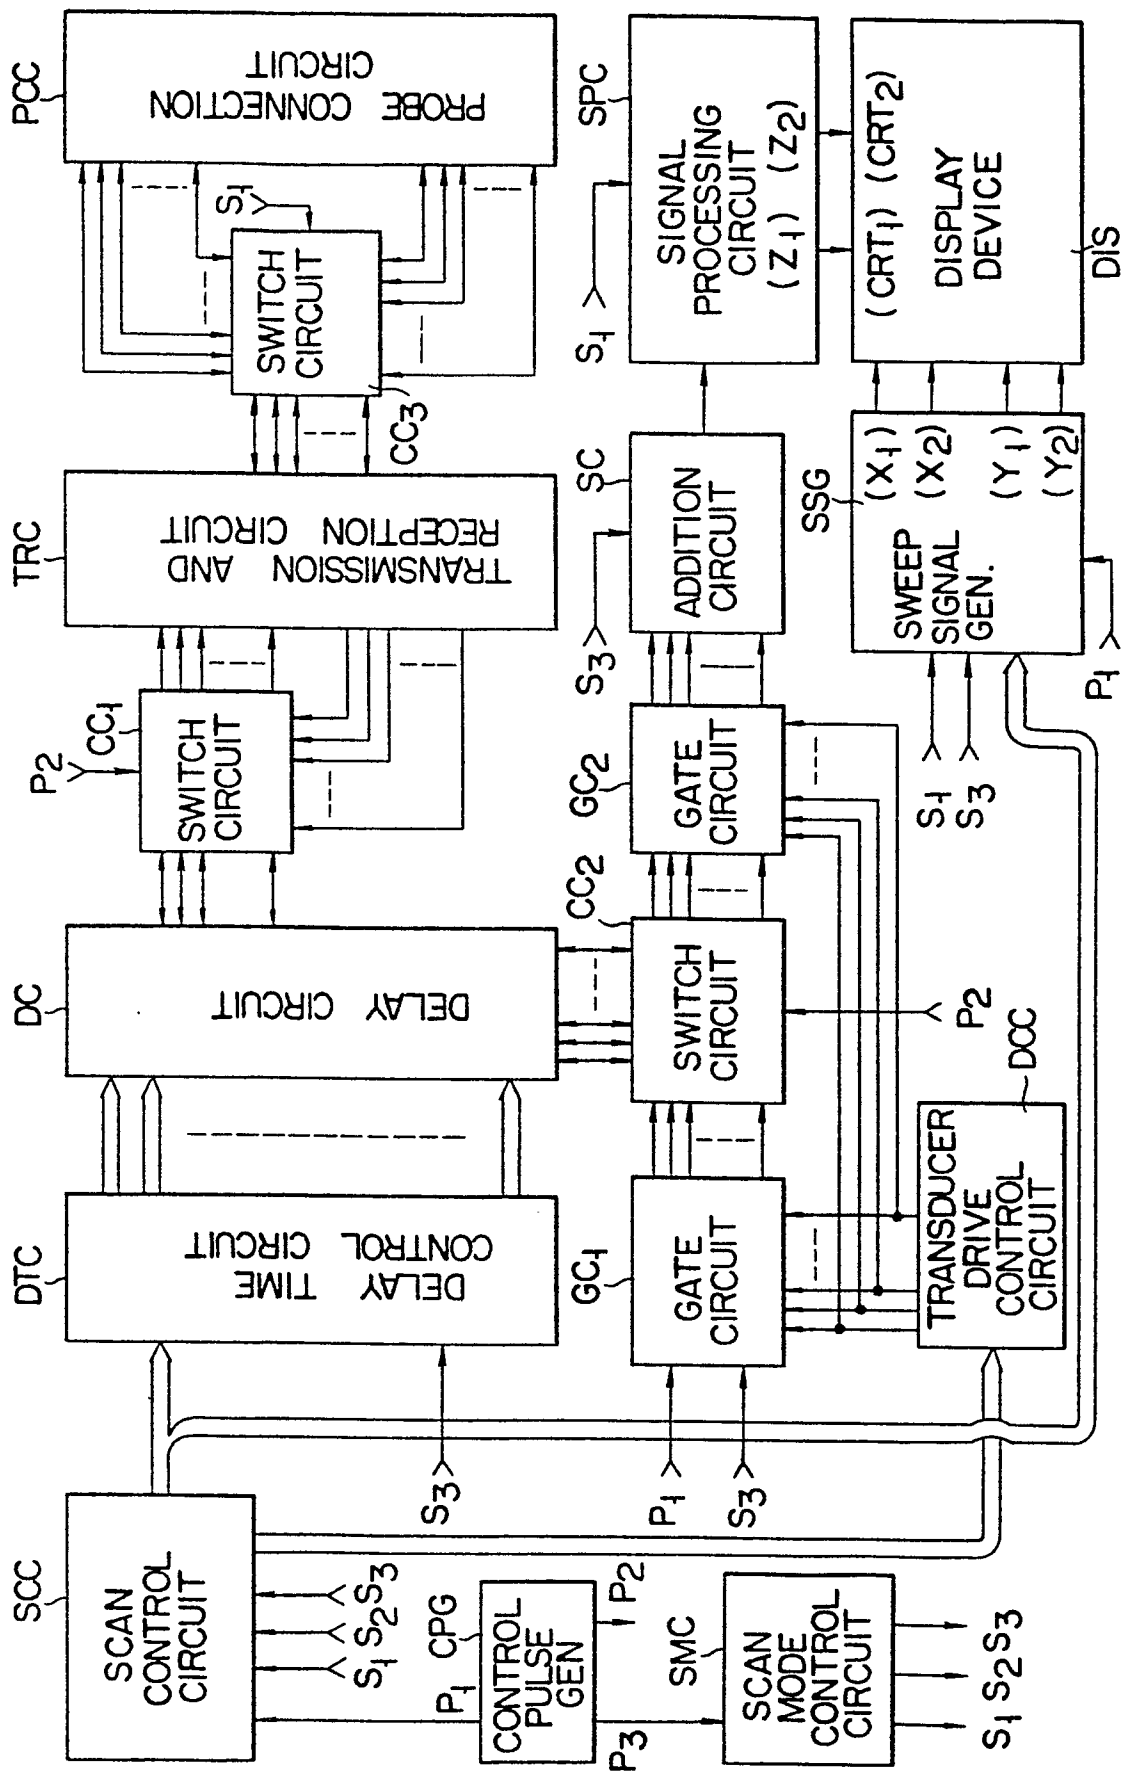 SCC
SCAN
CONTROL
CIRCUIT
S1 S2 S3
P1
CPG
CONTROL
PULSE
GEN
P2
P3
SMC
SCAN
MODE
CONTROL
CIRCUIT
S1 S2 S3
DTC
DELAY TIME
CONTROL CIRCUIT
S3
DC
DELAY CIRCUIT
P2
CC1
SWITCH
CIRCUIT
TRC
TRANSMISSION AND
RECEPTION CIRCUIT
CC3
SWITCH
CIRCUIT
S1
PCC
PROBE CONNECTION
CIRCUIT
P1
S3
GC1
GATE
CIRCUIT
CC2
SWITCH
CIRCUIT
P2
GC2
GATE
CIRCUIT
S3
SC
ADDITION
CIRCUIT
S1
SPC
SIGNAL
PROCESSING
CIRCUIT
(Z1) (Z2)
DCC
TRANSDUCER
DRIVE
CONTROL
CIRCUIT
S1
S3
P1
SSG
SWEEP
SIGNAL
GEN.
(X1)
(X2)
(Y1)
(Y2)
(CRT1) (CRT2)
DISPLAY
DEVICE
DIS